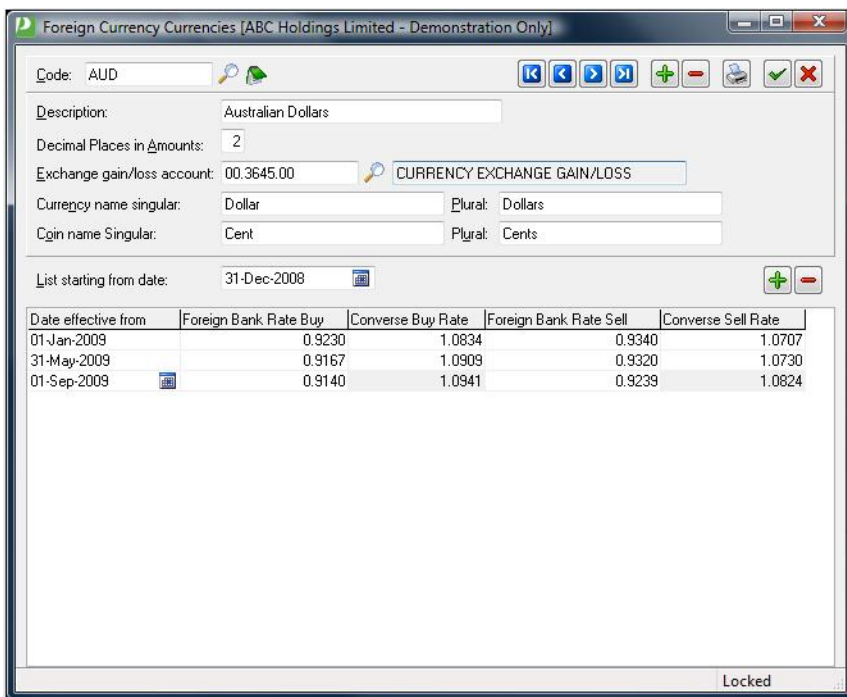 Foreign Currency Currencies [ABC Holdings Limited - Demonstration Only]
Code: AUD
Description: Australian Dollars
Decimal Places in Amounts: 2
Exchange gain/loss account: 00.3645.00 CURRENCY EXCHANGE GAIN/LOSS
Currency name singular: Dollar Plural: Dollars
Coin name Singular: Cent Plural: Cents
List starting from date: 31-Dec-2008
Date effective from Foreign Bank Rate Buy Converse Buy Rate Foreign Bank Rate Sell Converse Sell Rate
01-Jan-2009 0.9230 1.0834 0.9340 1.0707
31-May-2009 0.9167 1.0909 0.9320 1.0730
01-Sep-2009 0.9140 1.0941 0.9239 1.0824
Locked